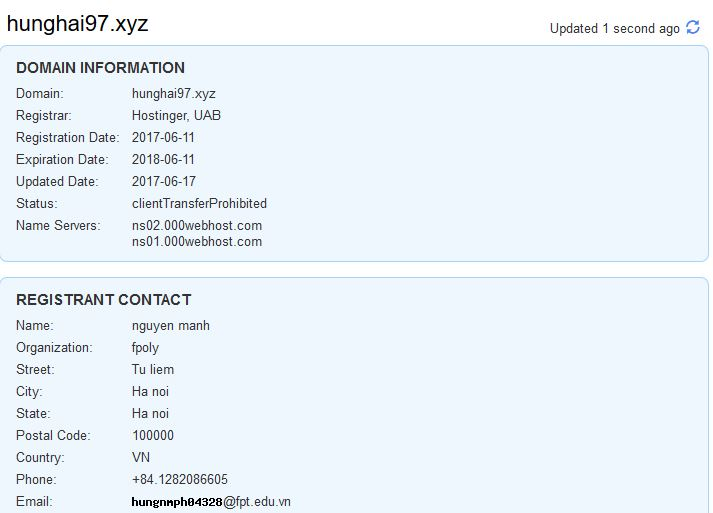 hunghai97.xyz
Updated 1 second ago
DOMAIN INFORMATION
Domain: hunghai97.xyz
Registrar: Hostinger, UAB
Registration Date: 2017-06-11
Expiration Date: 2018-06-11
Updated Date: 2017-06-17
Status: clientTransferProhibited
Name Servers: ns02.000webhost.com
ns01.000webhost.com
REGISTRANT CONTACT
Name: nguyen manh
Organization: fpoly
Street: Tu liem
City: Ha noi
State: Ha noi
Postal Code: 100000
Country: VN
Phone: +84.1282086605
Email: hungnmph04328@fpt.edu.vn